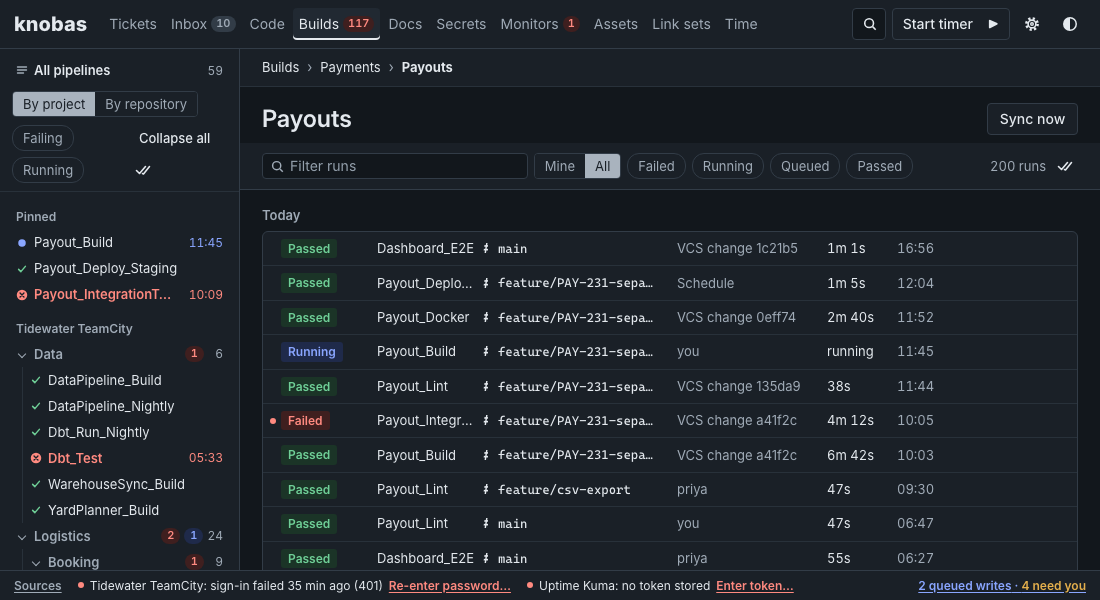 knobas Tickets Inbox 10 Code Builds 117 Docs Secrets Monitors 1 Assets Link sets Time Start timer
All pipelines 59
By project By repository
Failing Collapse all
Running
Pinned
Payout_Build 11:45
Payout_Deploy_Staging
Payout_IntegrationT... 10:09
Tidewater TeamCity
Data 1 6
DataPipeline_Build
DataPipeline_Nightly
Dbt_Run_Nightly
Dbt_Test 05:33
WarehouseSync_Build
YardPlanner_Build
Logistics 2 1 24
Booking 1 9
Builds › Payments › Payouts
Payouts Sync now
Filter runs Mine All Failed Running Queued Passed 200 runs
Today
Passed Dashboard_E2E main VCS change 1c21b5 1m 1s 16:56
Passed Payout_Deplo... feature/PAY-231-sepa... Schedule 1m 5s 12:04
Passed Payout_Docker feature/PAY-231-sepa... VCS change 0eff74 2m 40s 11:52
Running Payout_Build feature/PAY-231-sepa... you running 11:45
Passed Payout_Lint feature/PAY-231-sepa... VCS change 135da9 38s 11:44
Failed Payout_Integr... feature/PAY-231-sepa... VCS change a41f2c 4m 12s 10:05
Passed Payout_Build feature/PAY-231-sepa... VCS change a41f2c 6m 42s 10:03
Passed Payout_Lint feature/csv-export priya 47s 09:30
Passed Payout_Lint main you 47s 06:47
Passed Dashboard_E2E main priya 55s 06:27
Sources Tidewater TeamCity: sign-in failed 35 min ago (401) Re-enter password... Uptime Kuma: no token stored Enter token... 2 queued writes · 4 need you